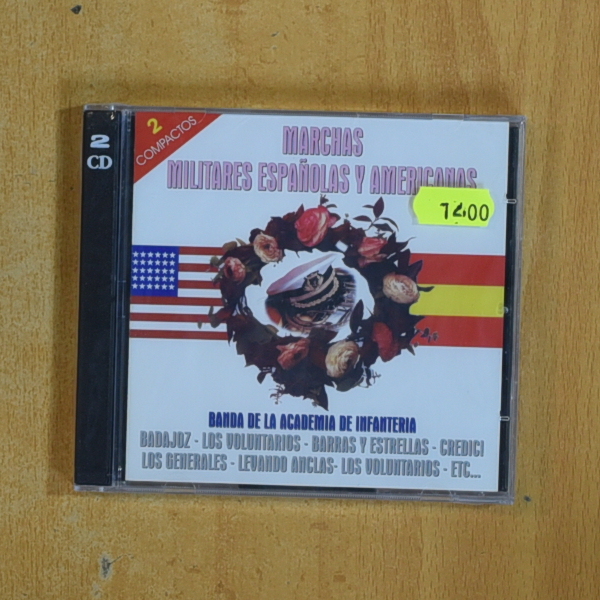 2
CD
2
COMPACTOS...
MARCHAS
MILITARES ESPAÑOLAS Y AMERICANAS
BANDA DE LA ACADEMIA DE INFANTERIA
BADAJOZ - LOS VOLUNTARIOS - BARRAS Y ESTRELLAS - CREDICI
LOS GENERALES - LEVANDO ANCLAS- LOS VOLUNTARIOS - ETC...